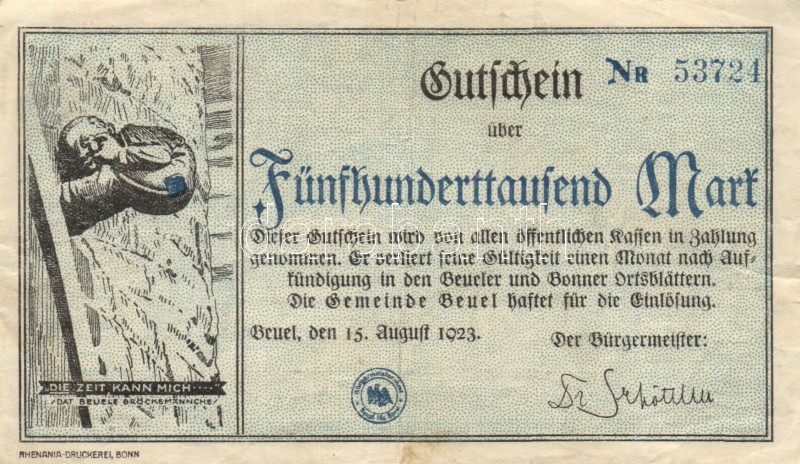 Gutschein Nʀ 53724
über
Fünfhunderttausend Mark
Dieser Gutschein wird von allen öffentlichen Kassen in Zahlung
genommen. Er verliert seine Gültigkeit einen Monat nach Auf-
kündigung in den Beueler und Bonner Ortsblättern.
Die Gemeinde Beuel haftet für die Einlösung.
Beuel, den 15. August 1923. Der Bürgermeister:
„DIE ZEIT KANN MICH····"
/DAT BEUELE BRÖCKEMÄNNCHE/
RHENANIA-DRUCKEREI, BONN